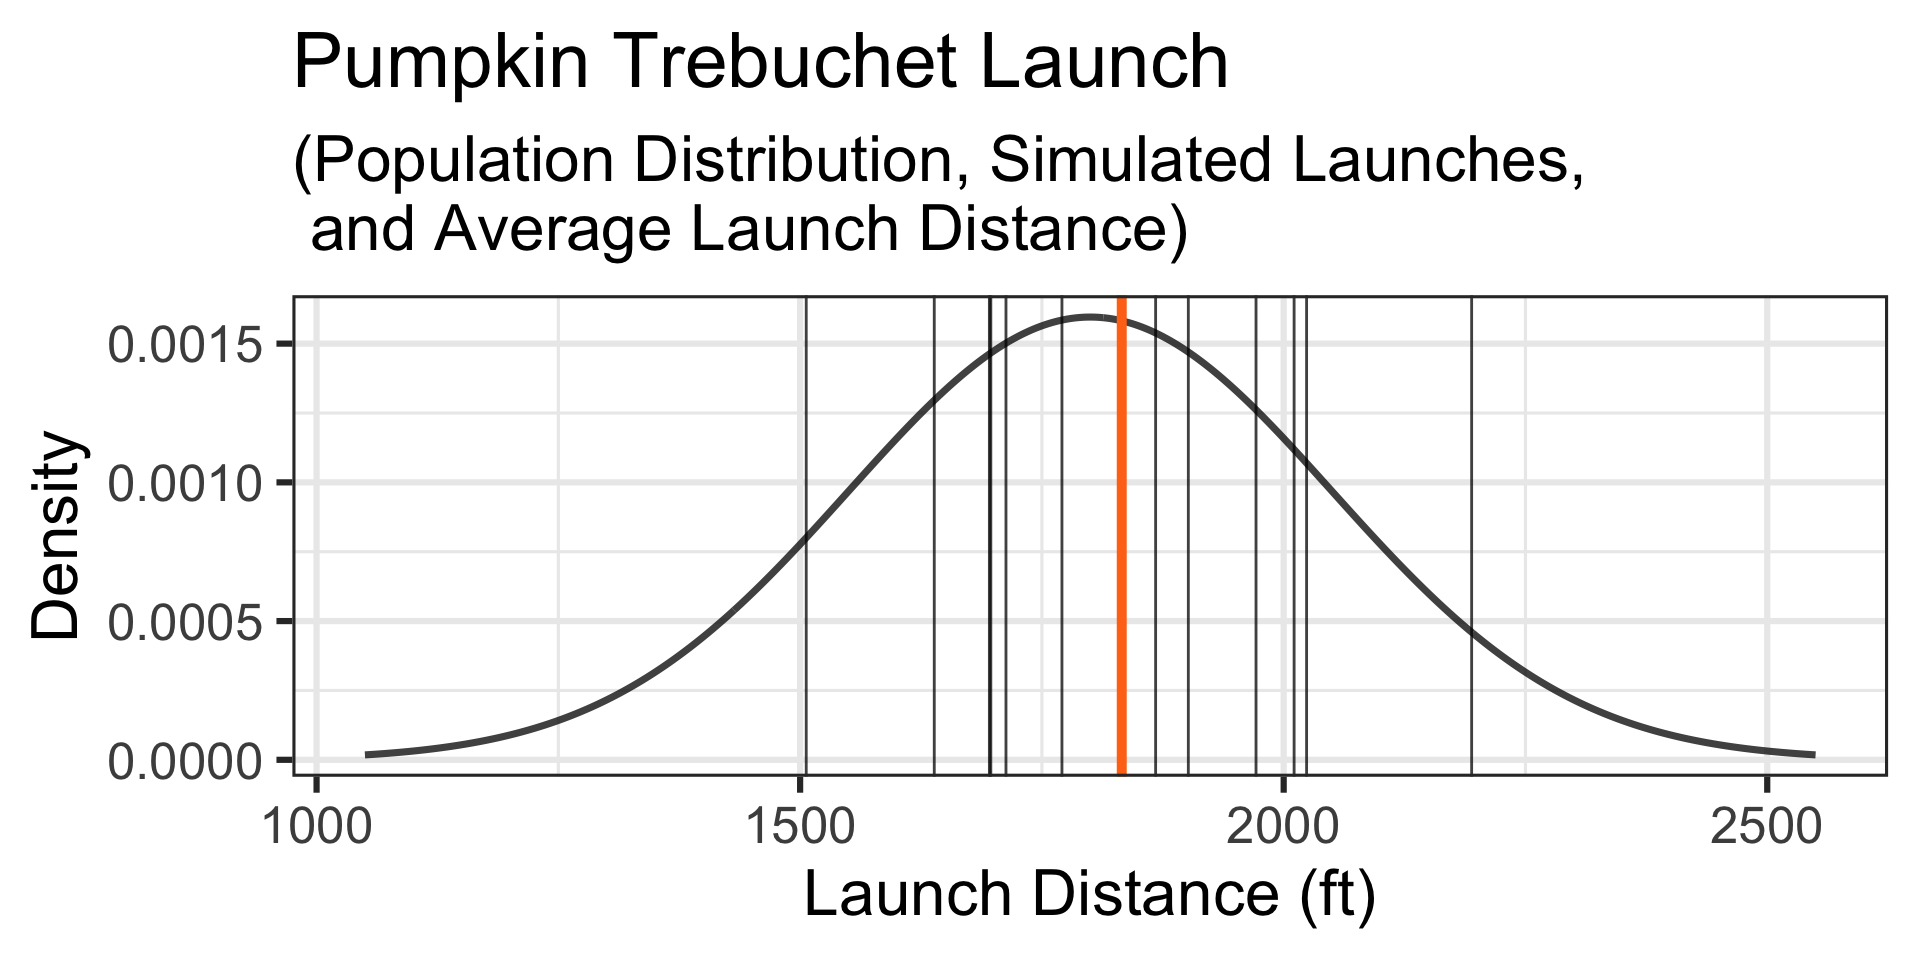 Pumpkin Trebuchet Launch
(Population Distribution, Simulated Launches,
and Average Launch Distance)
Density
0.0015
0.0010
0.0005
0.0000
1000 1500 2000 2500
Launch Distance (ft)